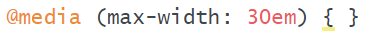 @media (max-width: 30em) { }